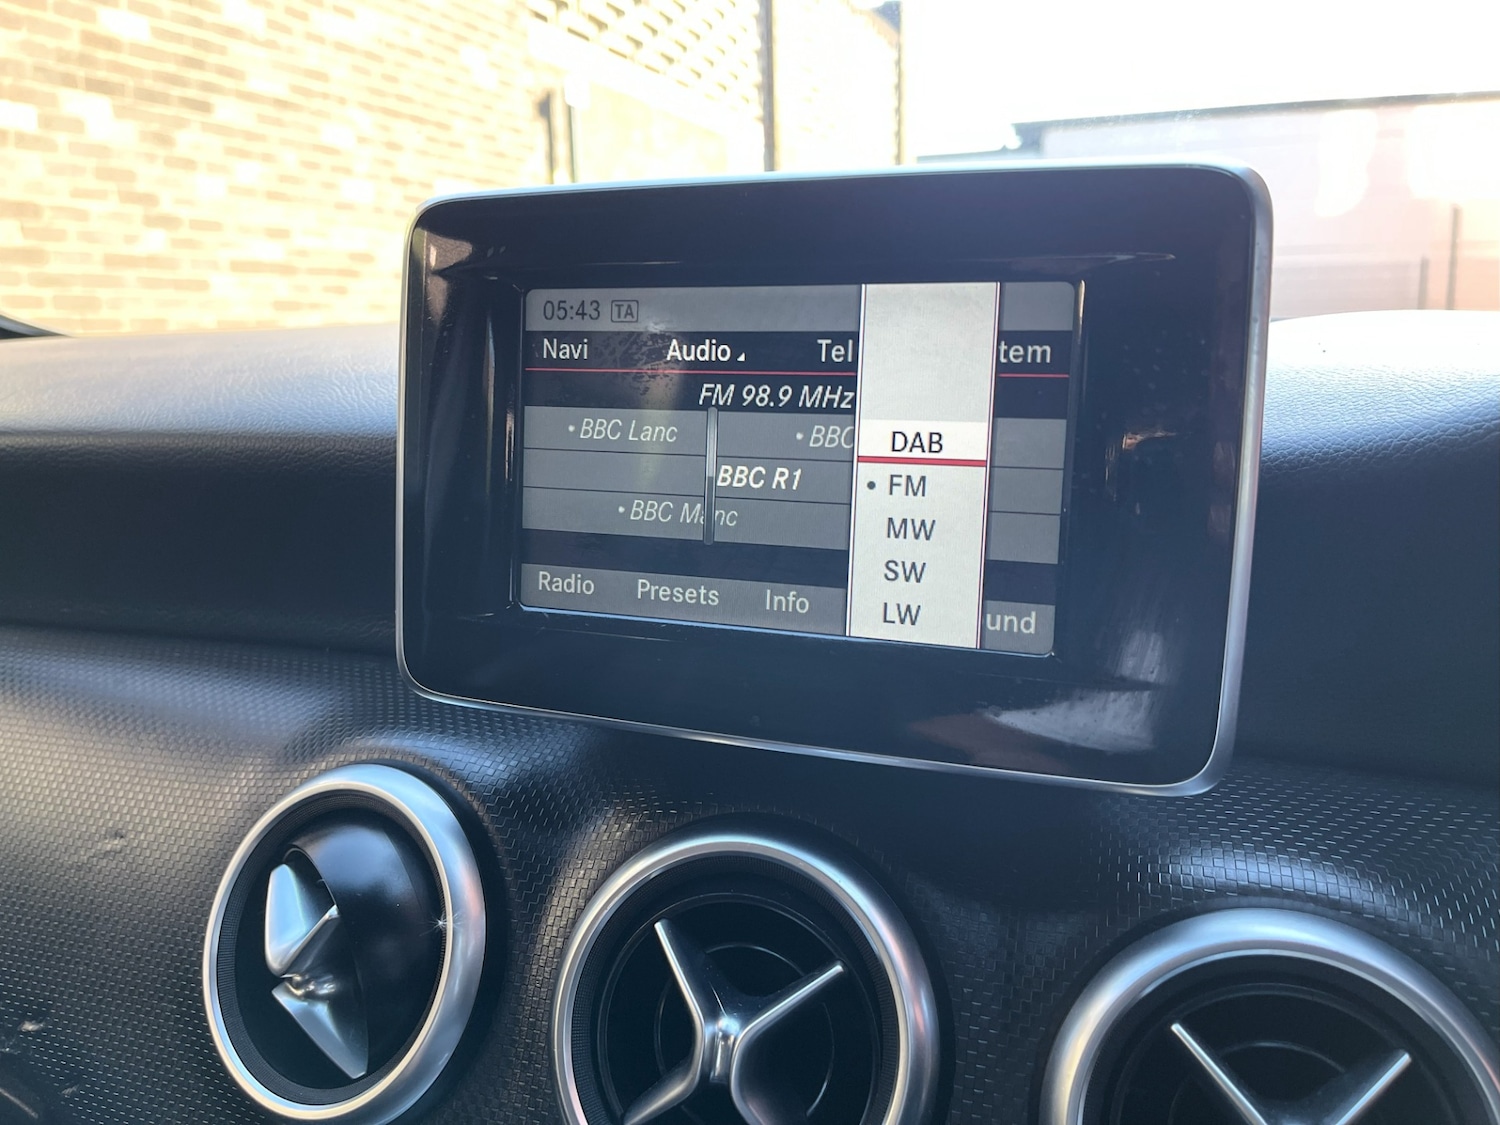 05:43 TA
Navi Audio Tel tem
FM 98.9 MHz
BBC Lanc BBC
BBC R1
BBC Manc
Radio Presets Info und
DAB
• FM
MW
SW
LW